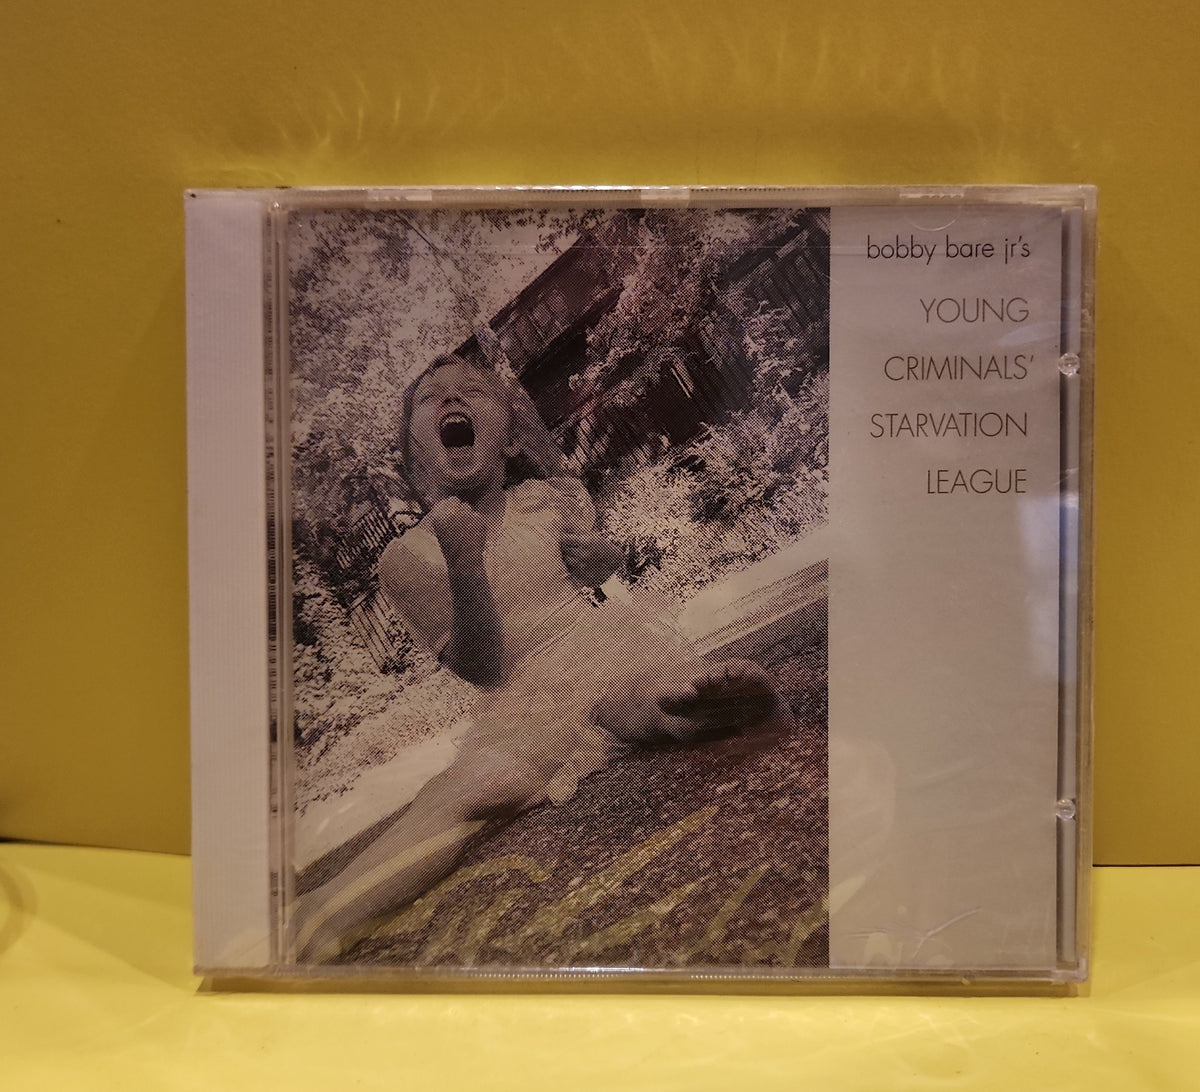 bobby bare jr's
YOUNG
CRIMINALS'
STARVATION
LEAGUE